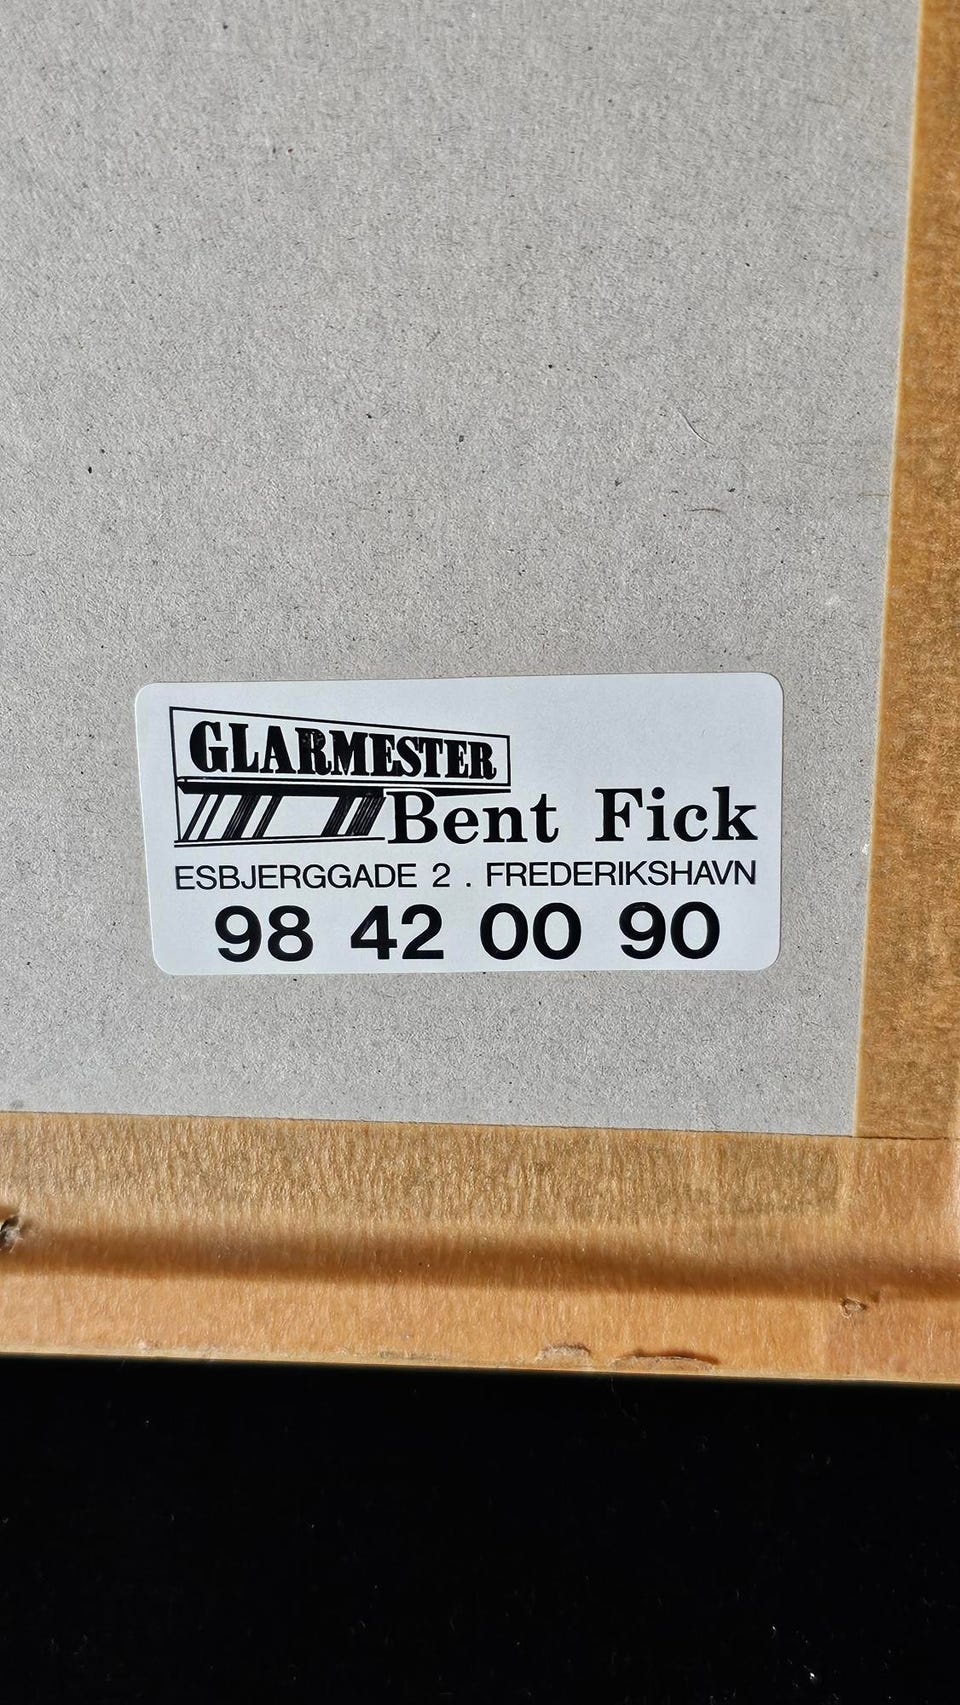 GLARMESTER
Bent Fick
ESBJERGGADE 2 . FREDERIKSHAVN
98 42 00 90